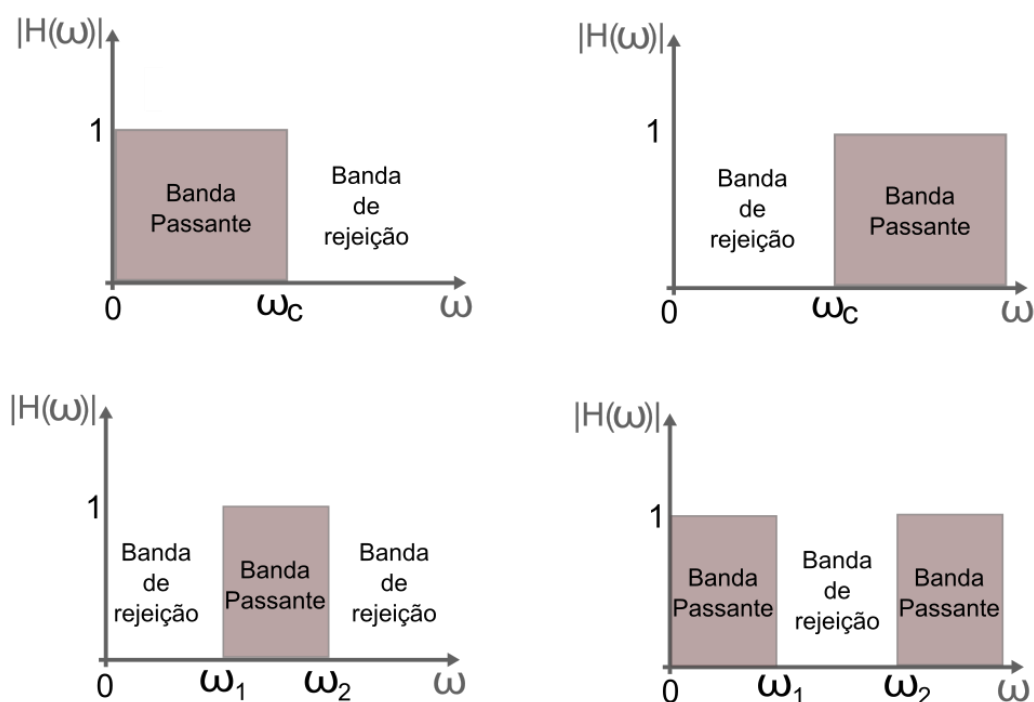 |H(ω)|
1
Banda
Passante
Banda
de
rejeição
0
ωc
ω
|H(ω)|
1
Banda
de
rejeição
Banda
Passante
0
ωc
ω
|H(ω)|
1
Banda
de
rejeição
Banda
Passante
Banda
de
rejeição
0
ω1
ω2
ω
|H(ω)|
1
Banda
Passante
Banda
de
rejeição
Banda
Passante
0
ω1
ω2
ω